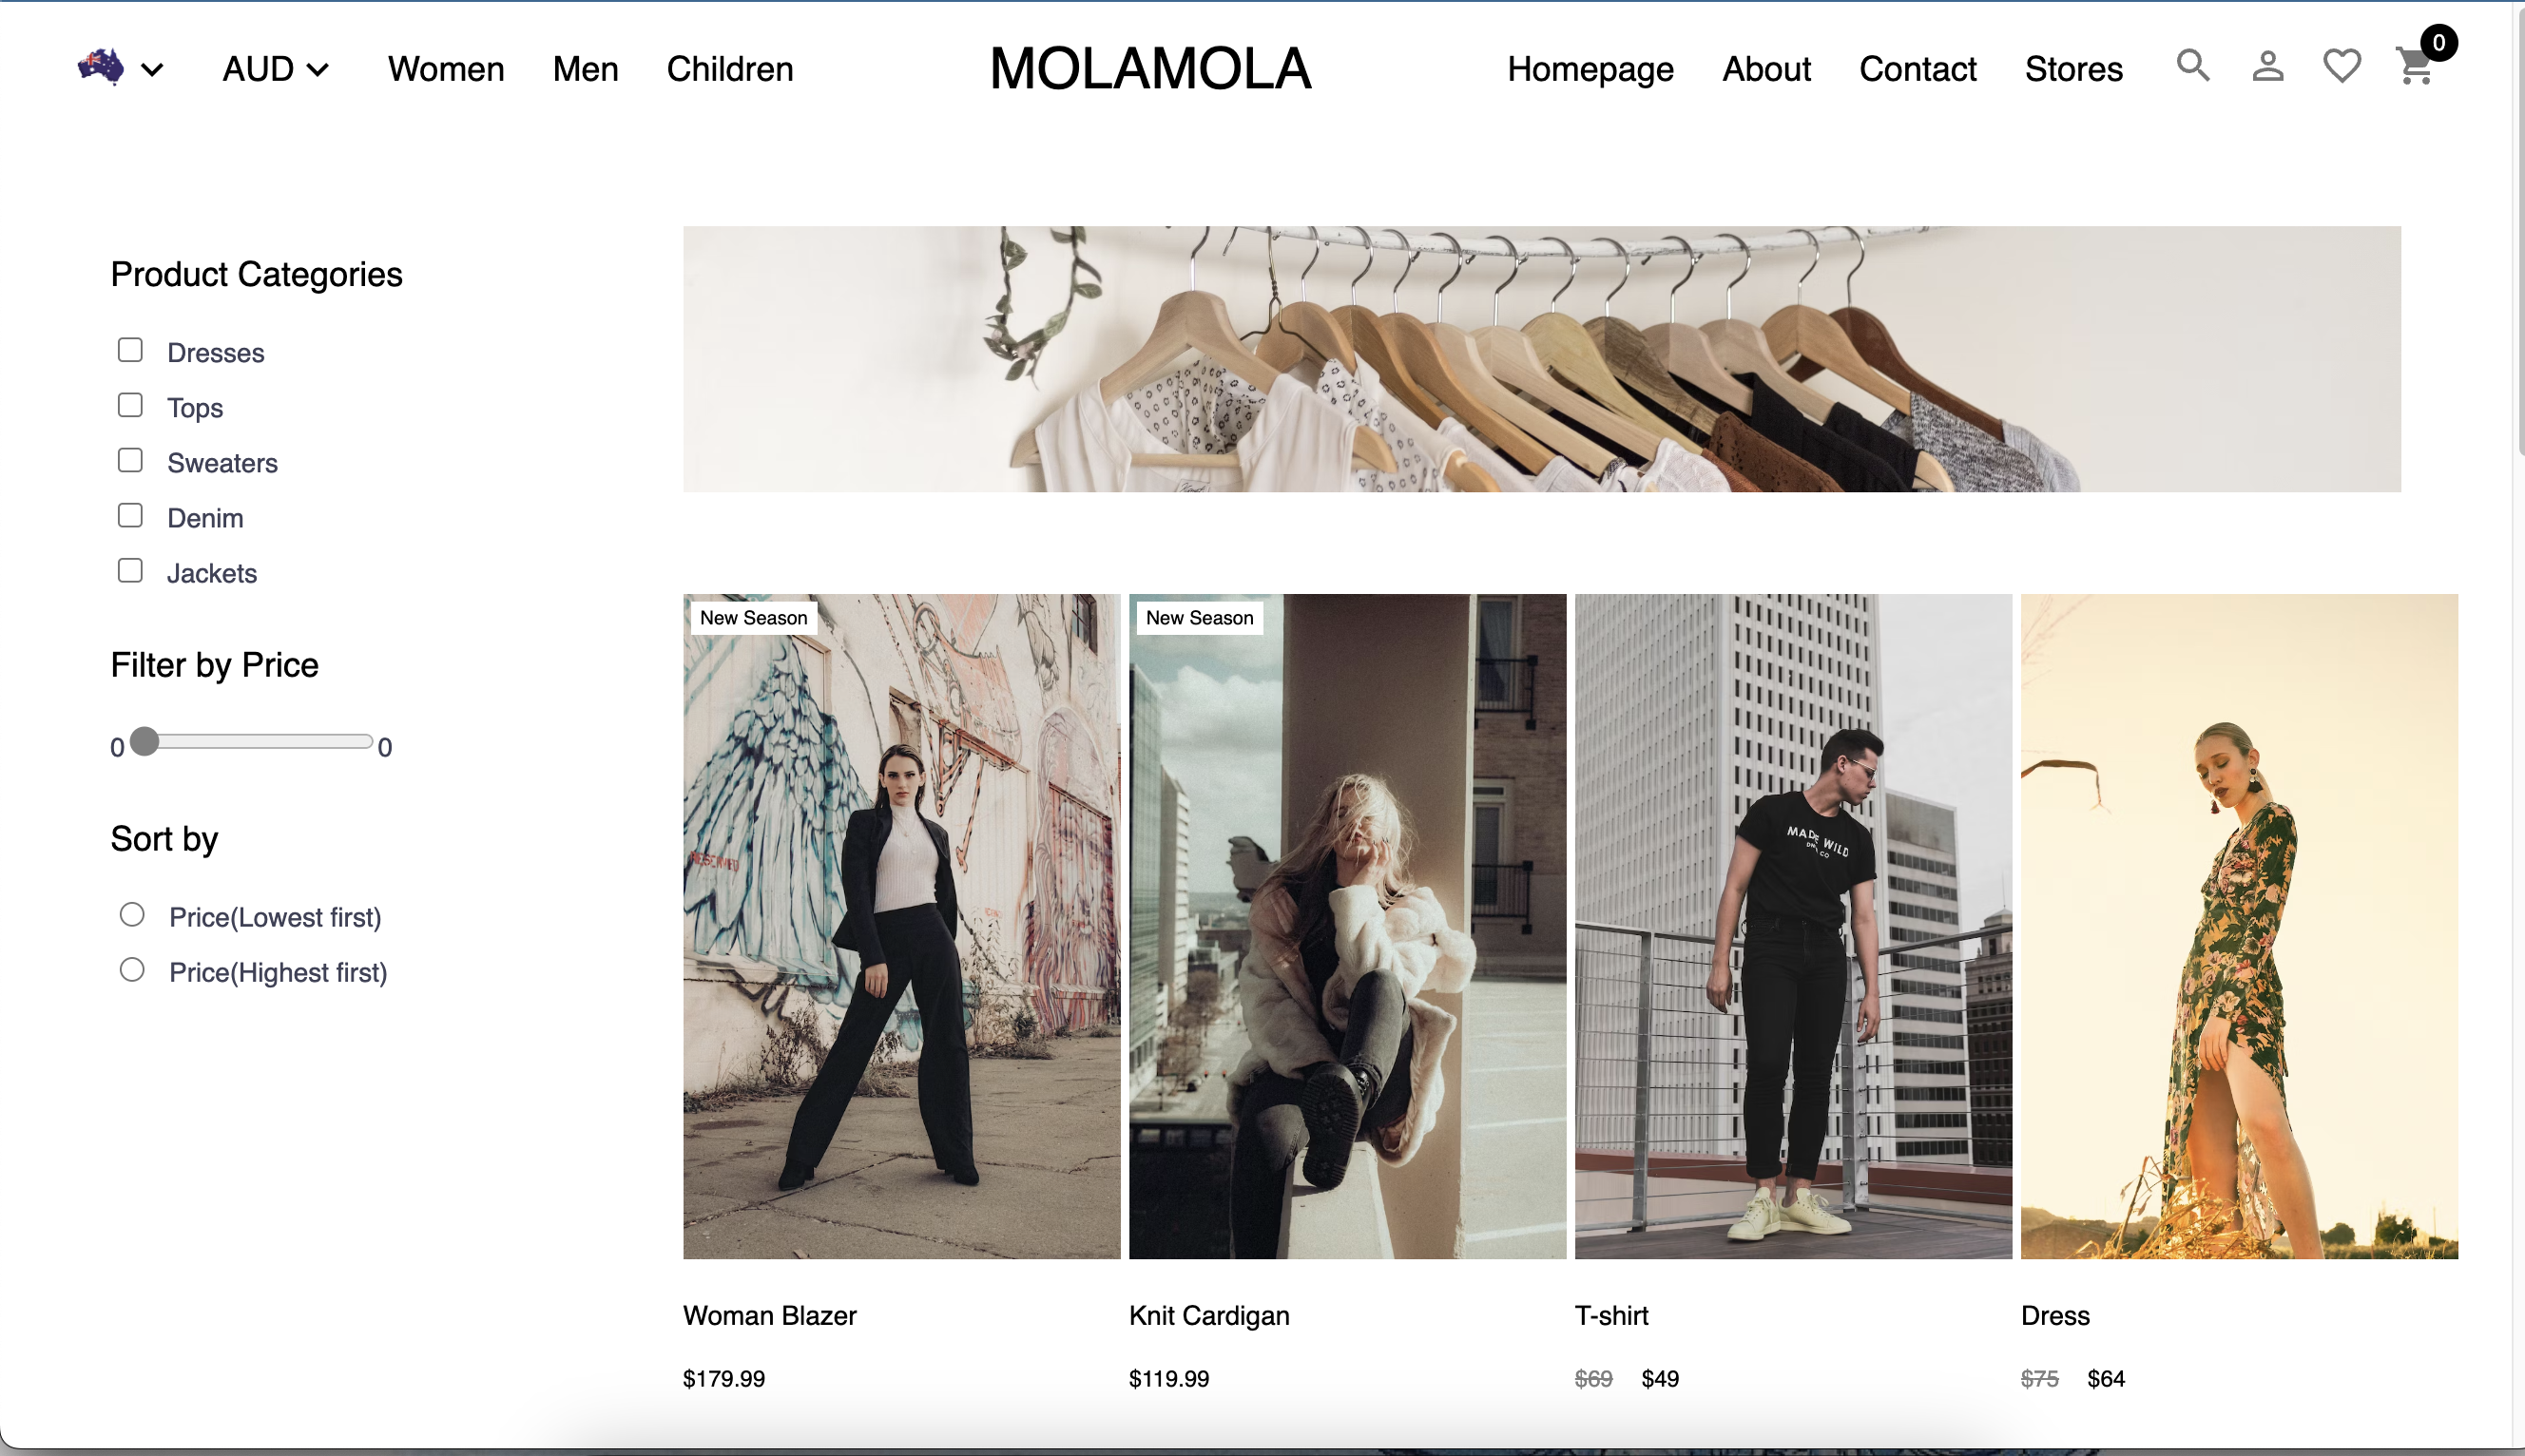 AUD Women Men Children MOLAMOLA Homepage About Contact Stores 0
Product Categories
Dresses
Tops
Sweaters
Denim
Jackets
Filter by Price
0 0
Sort by
Price(Lowest first)
Price(Highest first)
New Season
New Season
MADE WILD
CO
Woman Blazer
$179.99
Knit Cardigan
$119.99
T-shirt
$69 $49
Dress
$75 $64